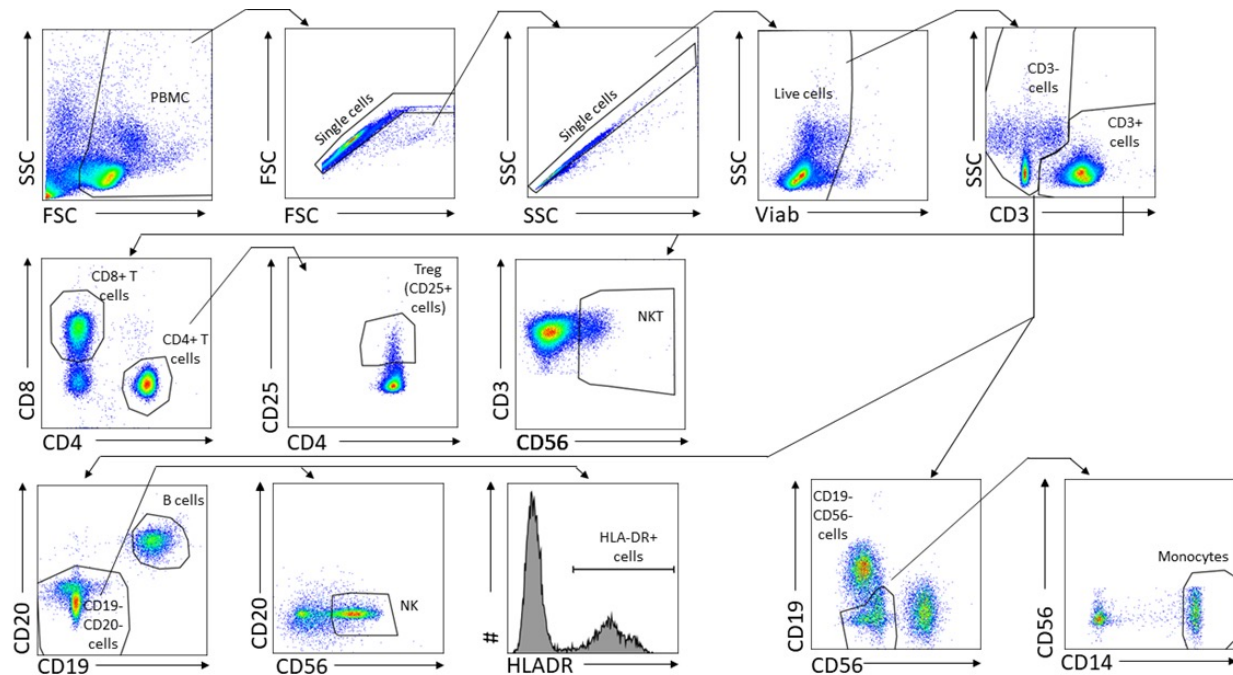 SSC
PBMC
FSC
FSC
Single cells
FSC
SSC
Single cells
SSC
SSC
Live cells
Viab
SSC
CD3-
cells
CD3+
cells
CD3
CD8
CD8+ T
cells
CD4+ T
cells
CD4
CD25
Treg
(CD25+
cells)
CD4
CD3
NKT
CD56
CD20
B cells
CD19-
CD20-
cells
CD19
CD20
NK
CD56
#
HLA-DR+
cells
HLADR
CD19
CD19-
CD56-
cells
CD56
CD56
Monocytes
CD14